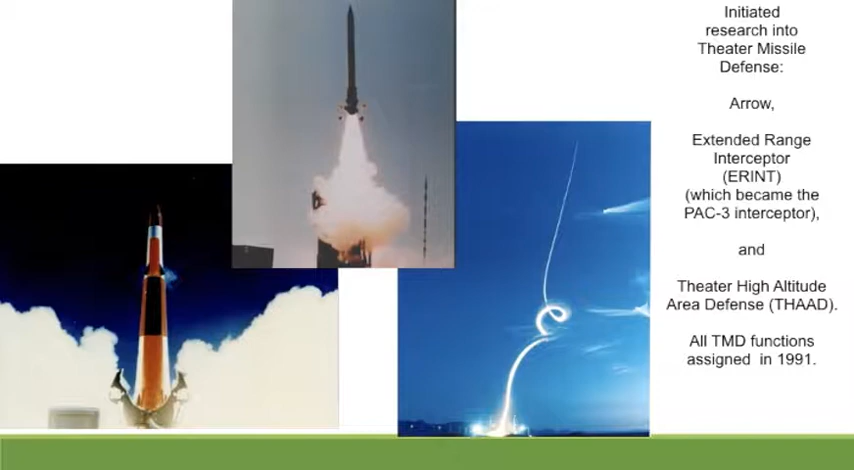 Initiated
research into
Theater Missile
Defense:
Arrow,
Extended Range
Interceptor
(ERINT)
(which became the
PAC-3 interceptor),
and
Theater High Altitude
Area Defense (THAAD).
All TMD functions
assigned in 1991.